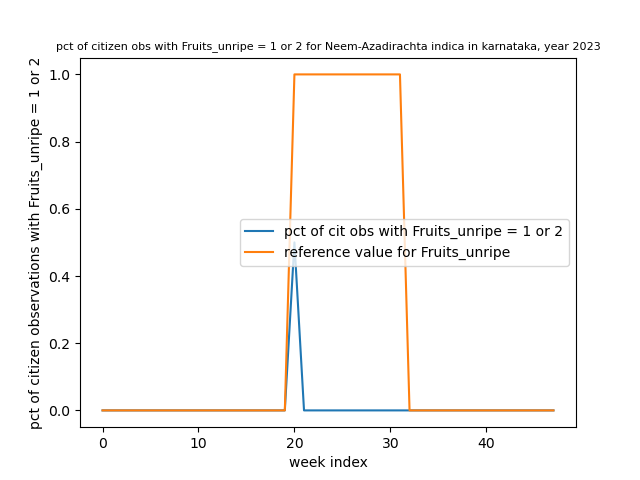 pct of citizen obs with Fruits_unripe = 1 or 2 for Neem-Azadirachta indica in karnataka, year 2023
pct of citizen observations with Fruits_unripe = 1 or 2
1.0
0.8
0.6
0.4
0.2
0.0
pct of cit obs with Fruits_unripe = 1 or 2
reference value for Fruits_unripe
0 10 20 30 40
week index